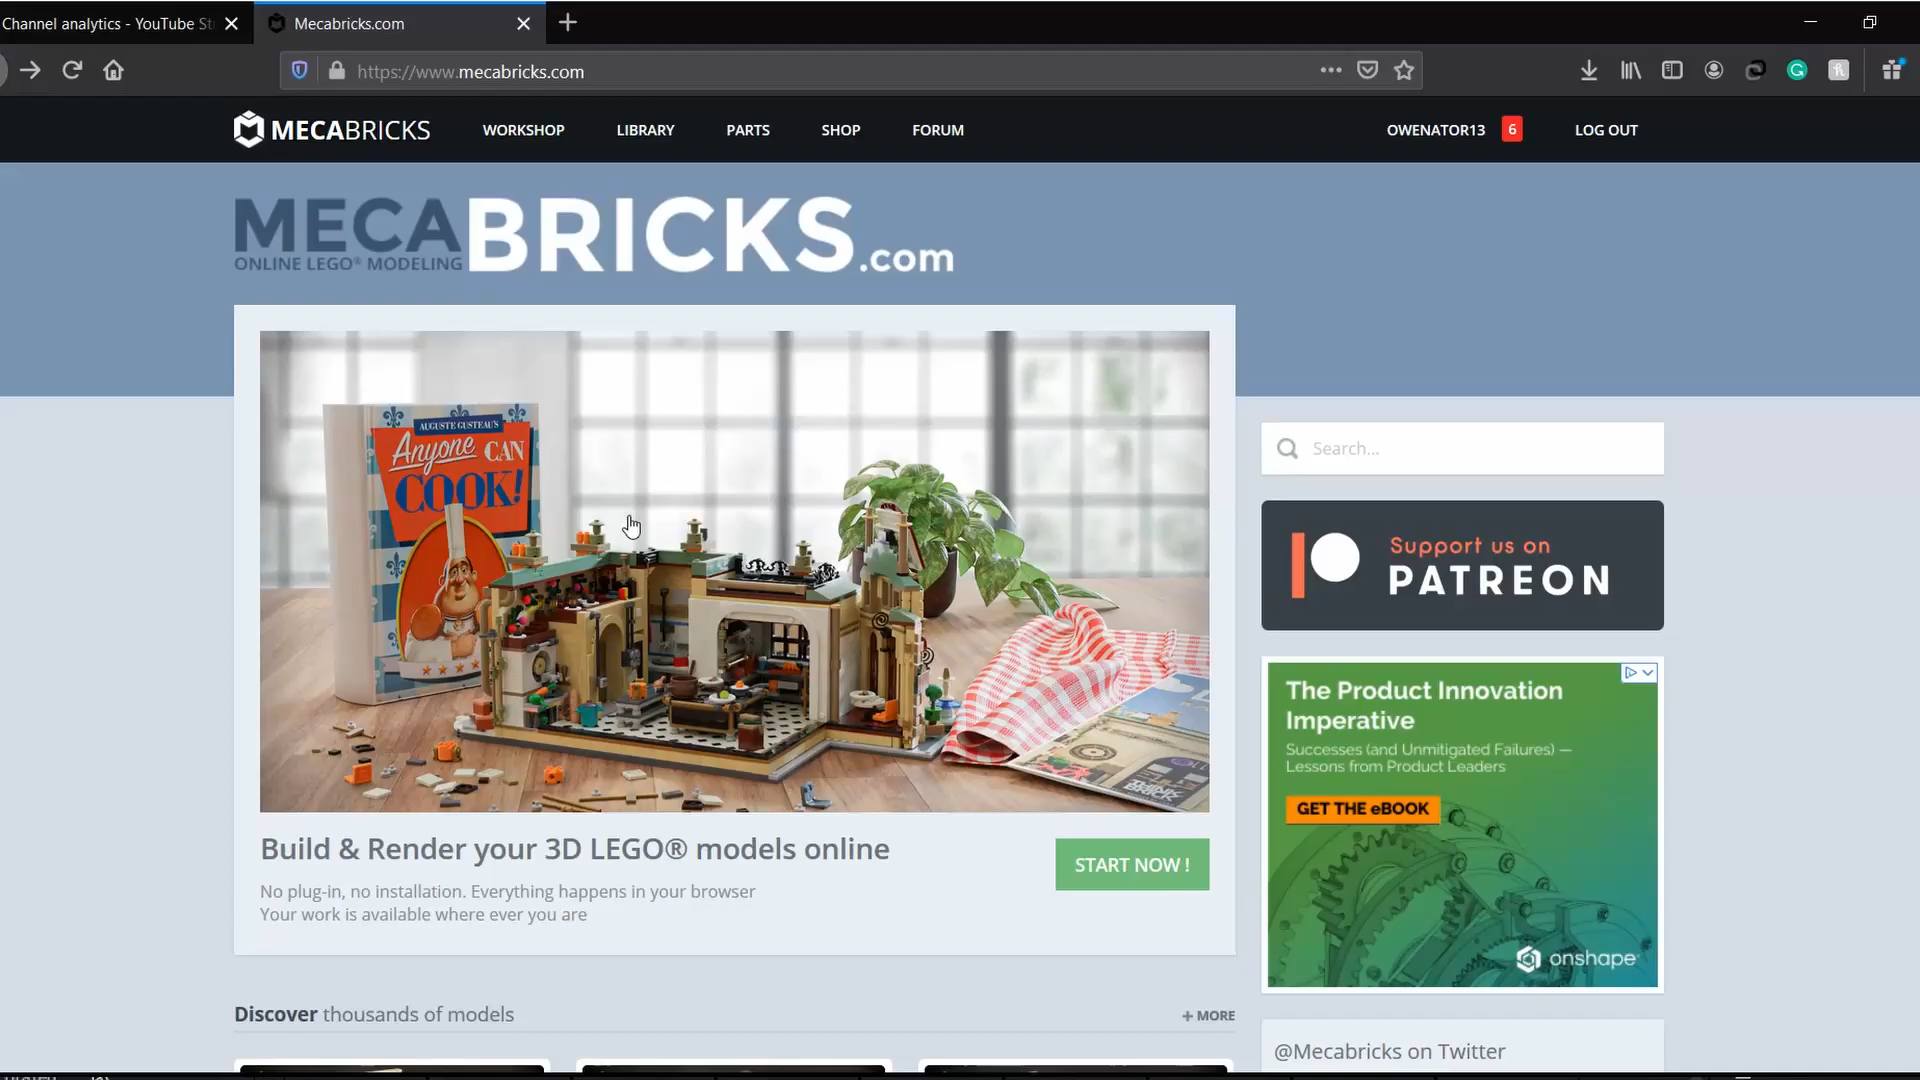 Channel analytics - YouTube St
Mecabricks.com
https://www.mecabricks.com
MECABRICKS
WORKSHOP
LIBRARY
PARTS
SHOP
FORUM
OWENATOR13
6
LOG OUT
MECABRICKS.com
ONLINE LEGO® MODELING
Search...
AUGUSTE GUSTEAU'S
Anyone CAN
COOK!
Support us on
PATREON
The Product Innovation
Imperative
Successes (and Unmitigated Failures) —
Lessons from Product Leaders
GET THE eBOOK
onshape
Build & Render your 3D LEGO® models online
START NOW !
No plug-in, no installation. Everything happens in your browser
Your work is available where ever you are
Discover thousands of models
+ MORE
@Mecabricks on Twitter